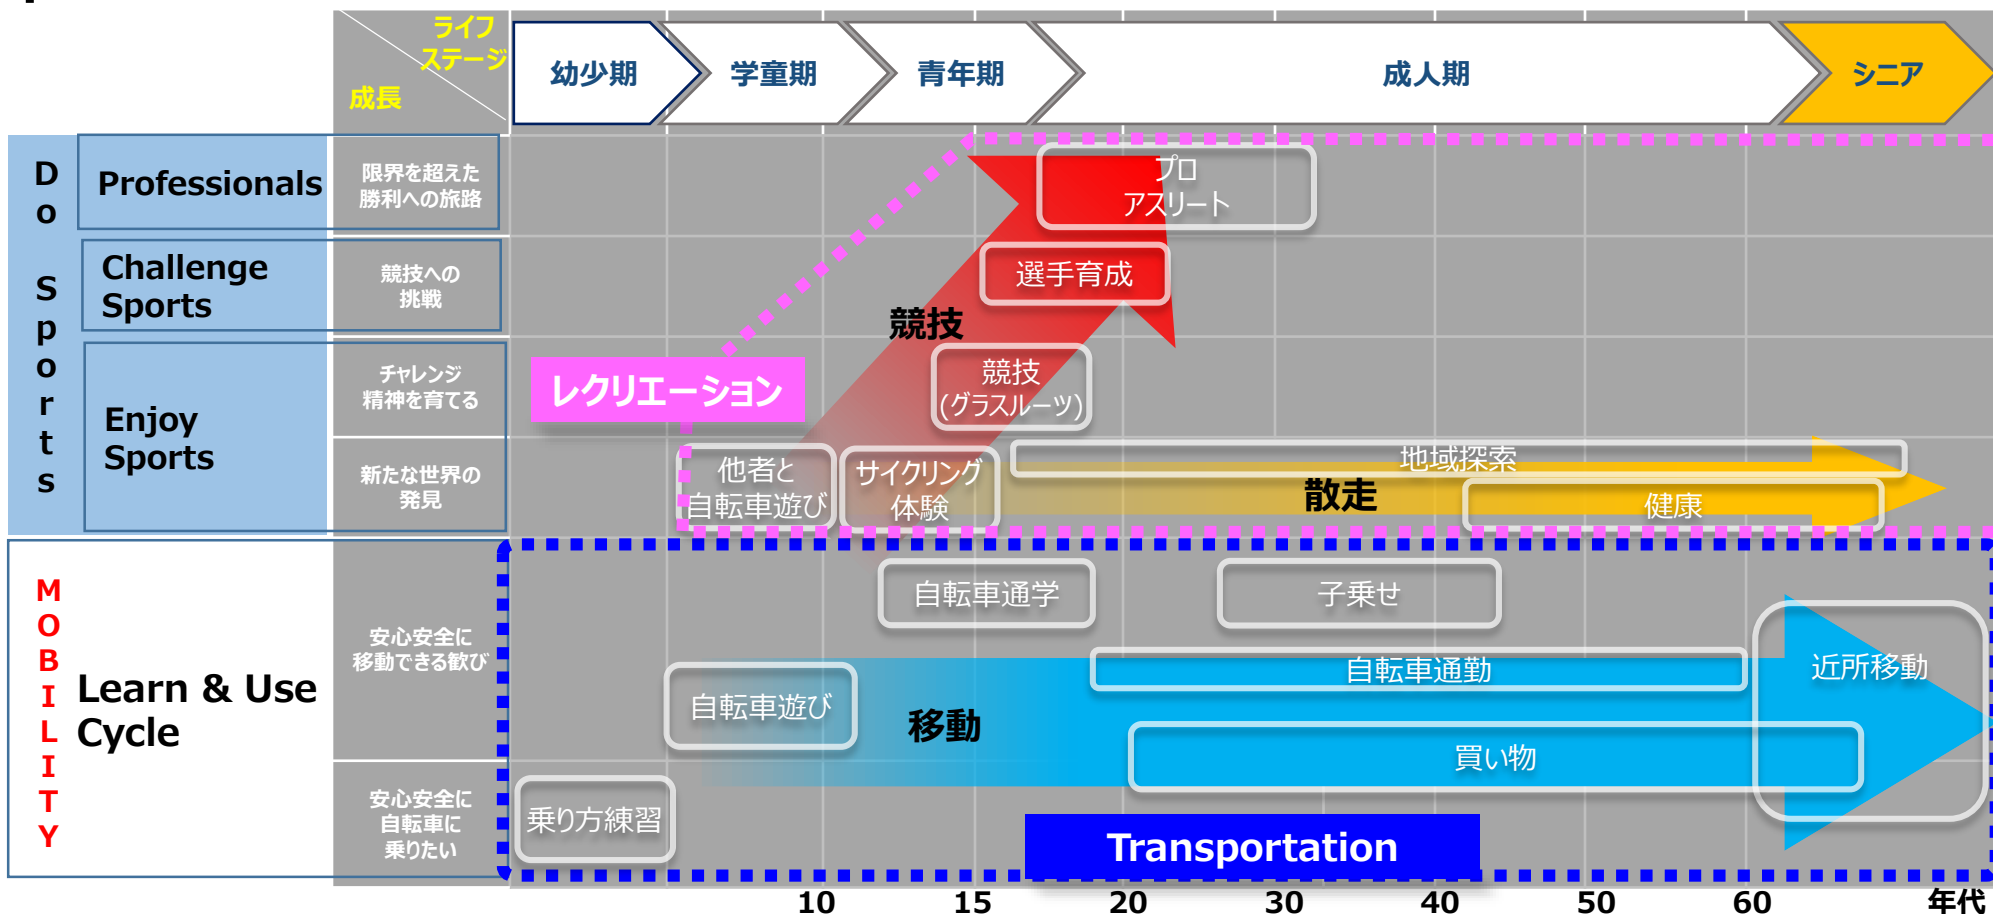 ライフ
ステージ
成長
幼少期
学童期
青年期
成人期
シニア
Do Sports
Professionals
限界を超えた
勝利への旅路
プロ
アスリート
Challenge
Sports
競技への
挑戦
選手育成
競技
Enjoy
Sports
チャレンジ
精神を育てる
レクリエーション
競技
(グラスルーツ)
新たな世界の
発見
他者と
自転車遊び
サイクリング
体験
地域探索
散走
健康
MOBILITY
Learn & Use
Cycle
安心安全に
移動できる歓び
自転車通学
子乗せ
自転車遊び
移動
自転車通勤
近所移動
買い物
安心安全に
自転車に
乗りたい
乗り方練習
Transportation
10 15 20 30 40 50 60 年代